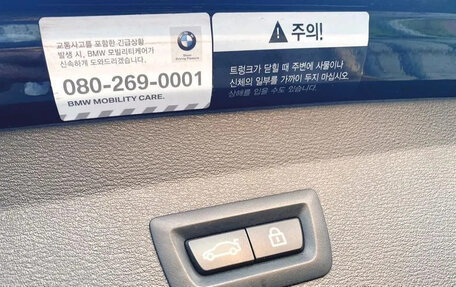 교통사고를 포함한 긴급상황
발생 시, BMW 모빌리티케어가
신속하게 도와드리겠습니다.
080-269-0001
BMW MOBILITY CARE.
주의!
트렁크가 닫힐 때 주변에 사물이나
신체의 일부를 가까이 두지 마십시오.
상해를 입을 수도 있습니다.